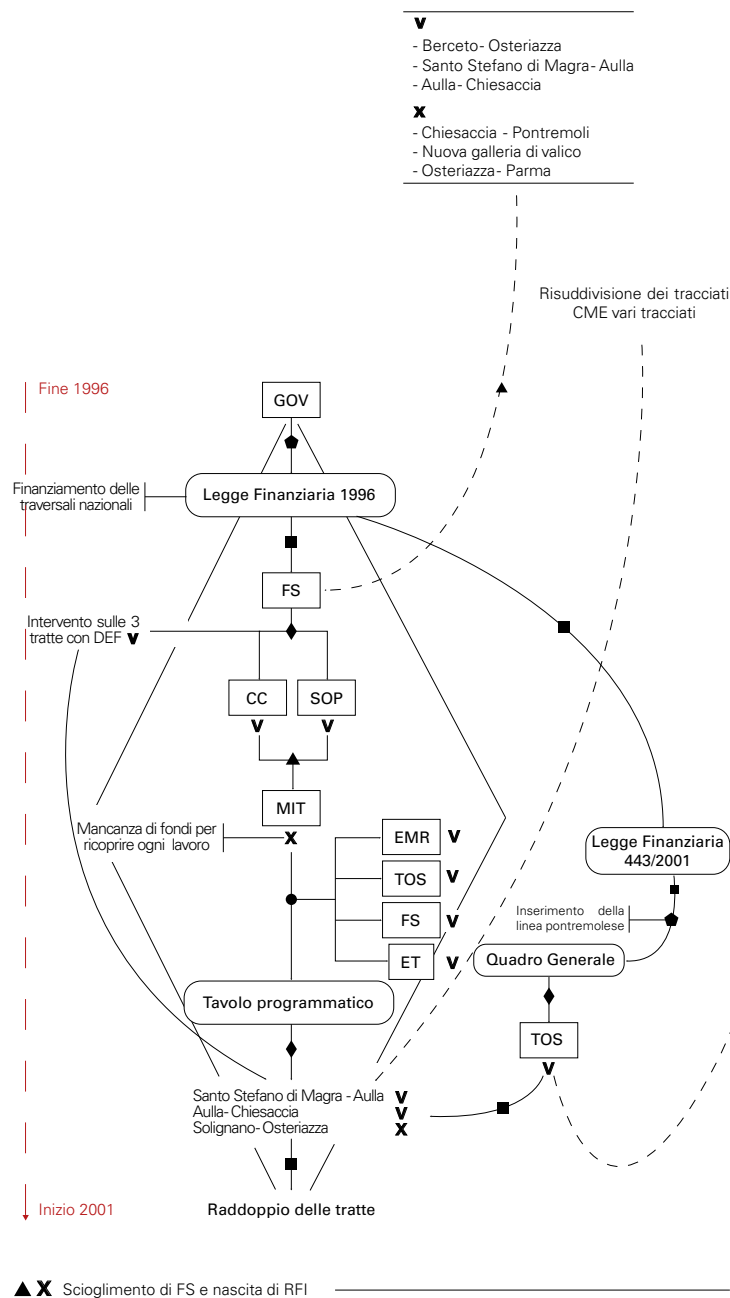 V
- Berceto - Osteriazza
- Santo Stefano di Magra - Aulla
- Aulla - Chiesaccia
X
- Chiesaccia - Pontremoli
- Nuova galleria di valico
- Osteriazza - Parma
Risuddivisione dei tracciati
CME vari tracciati
Fine 1996
GOV
Finanziamento delle
traversali nazionali
Legge Finanziaria 1996
FS
Intervento sulle 3
tratte con DEF V
CC
SOP
V
V
MIT
Mancanza di fondi per
ricoprire ogni lavoro
X
EMR V
TOS V
FS V
ET V
Legge Finanziaria
443/2001
Inserimento della
linea pontremolese
Quadro Generale
Tavolo programmatico
TOS
V
Santo Stefano di Magra - Aulla V
Aulla - Chiesaccia V
Solignano - Osteriazza X
Inizio 2001
Raddoppio delle tratte
X Scioglimento di FS e nascita di RFI